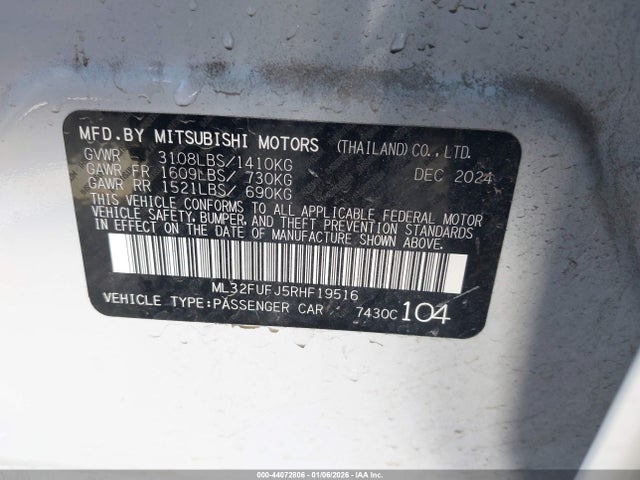 MFD.BY MITSUBISHI MOTORS (THAILAND)CO.,LTD.
GVWR 3108LBS/1410KG DEC 2024
GAWR FR 1609LBS/ 730KG
GAWR RR 1521LBS/ 690KG
THIS VEHICLE CONFORMS TO ALL APPLICABLE FEDERAL MOTOR
VEHICLE SAFETY, BUMPER, AND THEFT PREVENTION STANDARDS
IN EFFECT ON THE DATE OF MANUFACTURE SHOWN ABOVE.
ML32FUFJ5RHF19516
VEHICLE TYPE:PASSENGER CAR 7430C 104
000-44072806 - 01/06/2026 - IAA Inc.